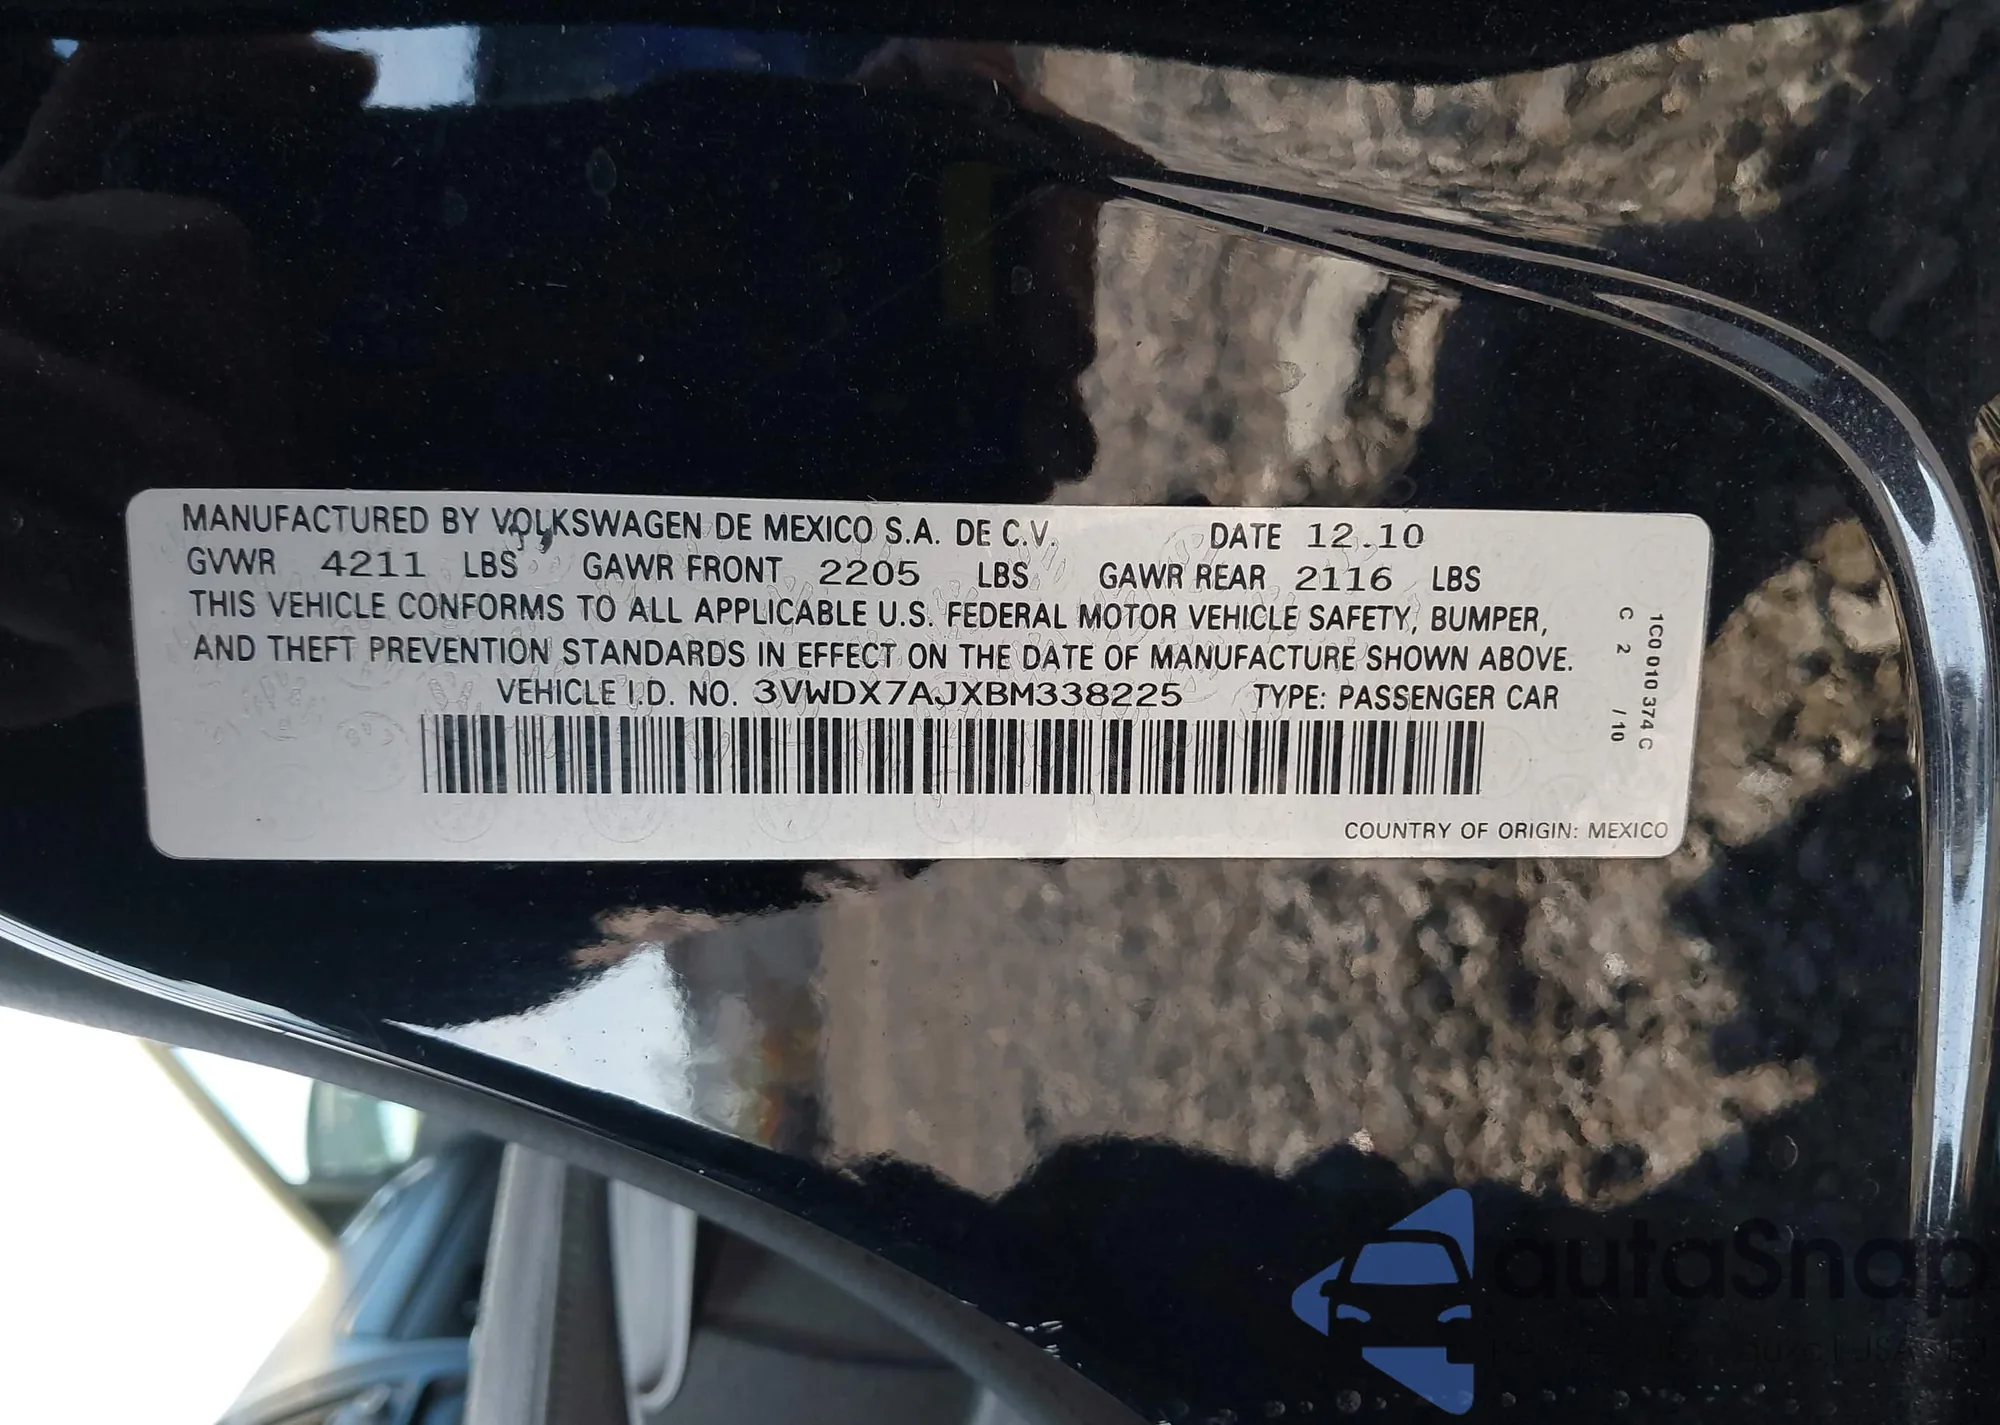 MANUFACTURED BY VOLKSWAGEN DE MEXICO S.A. DE C.V. DATE 12.10
GVWR 4211 LBS GAWR FRONT 2205 LBS GAWR REAR 2116 LBS
THIS VEHICLE CONFORMS TO ALL APPLICABLE U.S. FEDERAL MOTOR VEHICLE SAFETY, BUMPER,
AND THEFT PREVENTION STANDARDS IN EFFECT ON THE DATE OF MANUFACTURE SHOWN ABOVE.
VEHICLE I.D. NO. 3VWDX7AJXBM338225 TYPE: PASSENGER CAR
COUNTRY OF ORIGIN: MEXICO
1C0 010 374 C
C 2 / 10
autaSnap